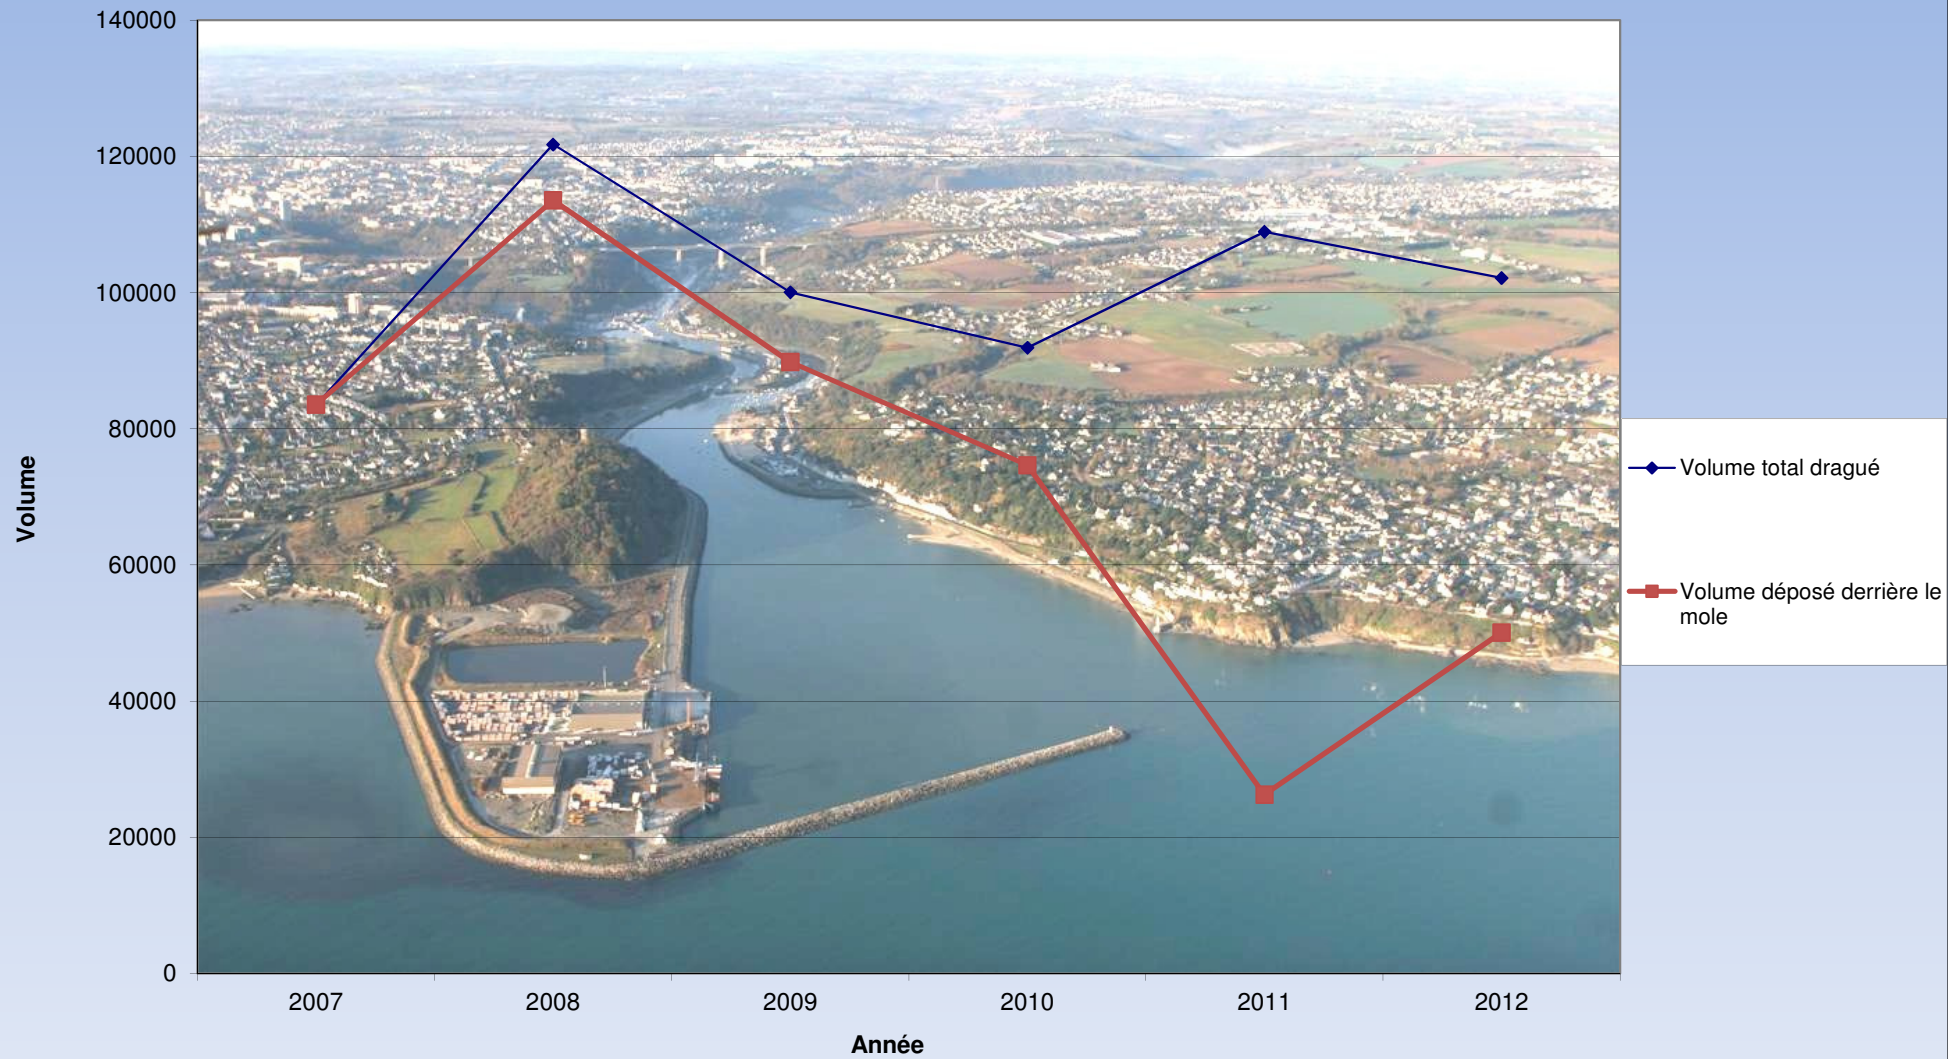 140000
120000
100000
80000
60000
40000
20000
0
Volume
2007
2008
2009
2010
2011
2012
Année
Volume total dragué
Volume déposé derrière le
mole